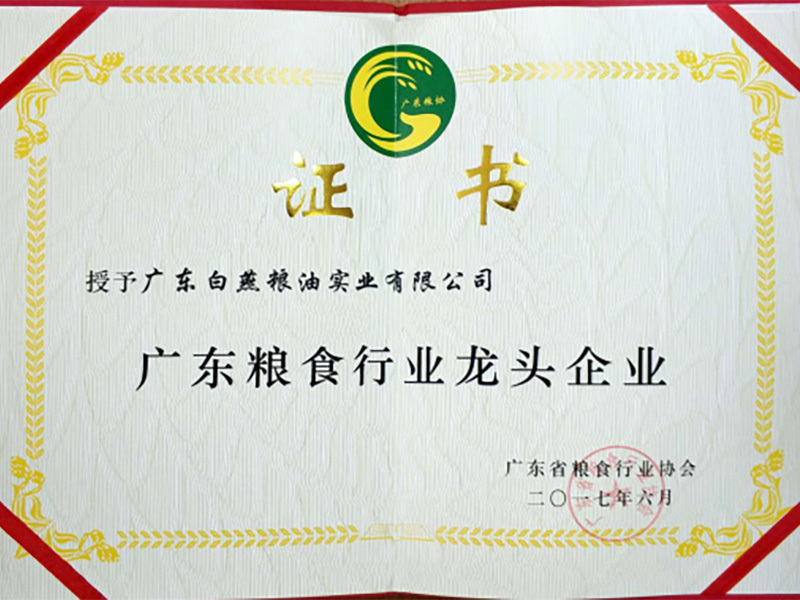 广东粮协
证书
授予广东白燕粮油实业有限公司
广东粮食行业龙头企业
广东省粮食行业协会
二〇一七年六月